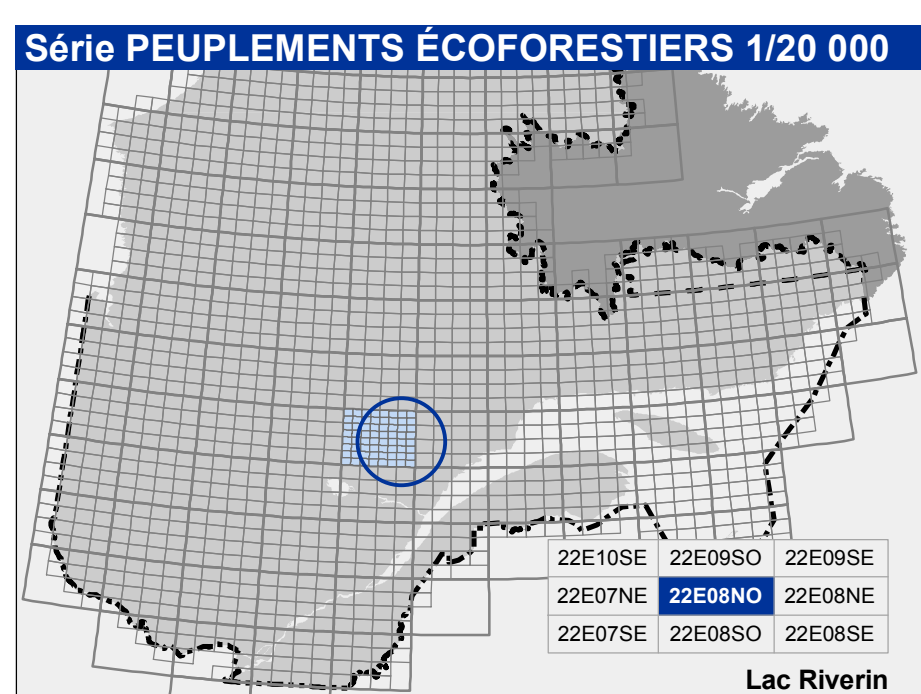 Série PEUPLEMENTS ÉCOFORESTIERS 1/20 000
22E10SE 22E09SO 22E09SE
22E07NE 22E08NO 22E08NE
22E07SE 22E08SO 22E08SE
Lac Riverin